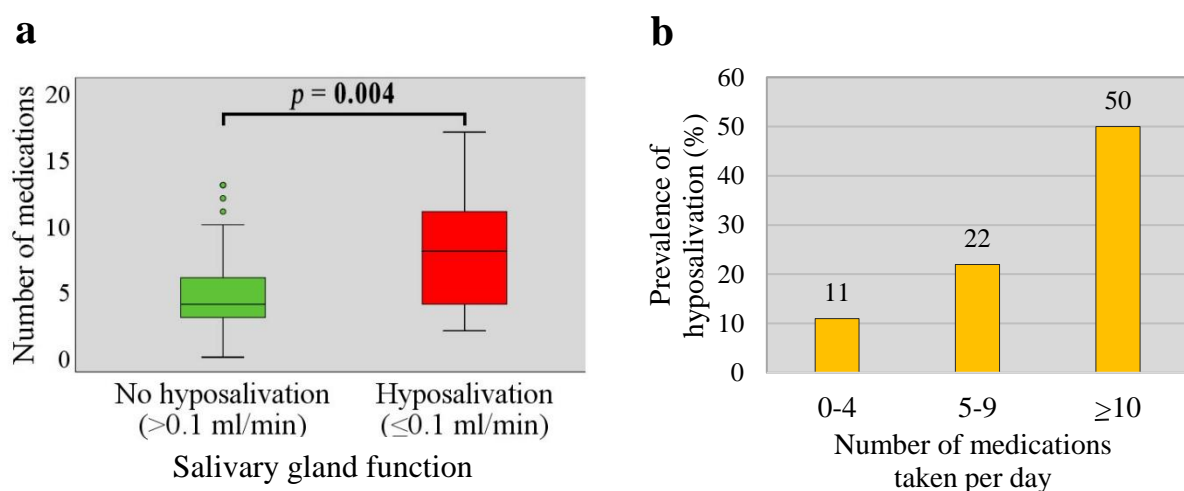 a
Number of medications
20
15
10
5
0
p = 0.004
No hyposalivation
(>0.1 ml/min)
Hyposalivation
(≤0.1 ml/min)
Salivary gland function
b
Prevalence of
hyposalivation (%)
60
50
40
30
20
10
0
11
22
50
0-4
5-9
≥10
Number of medications
taken per day